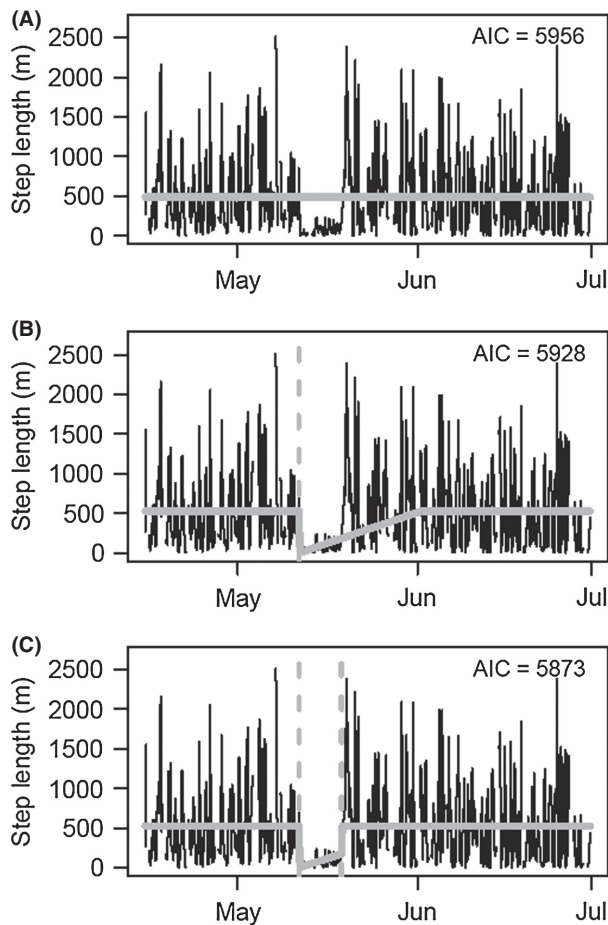 (A)
AIC = 5956
Step length (m)
2500
2000
1500
1000
500
0
May Jun Jul
(B)
AIC = 5928
Step length (m)
2500
2000
1500
1000
500
0
May Jun Jul
(C)
AIC = 5873
Step length (m)
2500
2000
1500
1000
500
0
May Jun Jul